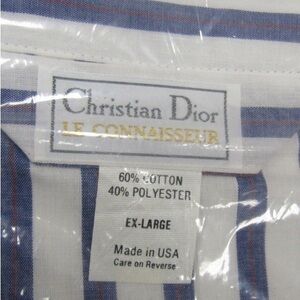 Christian Dior
LE CONNAISSEUR
60% COTTON
40% POLYESTER
EX-LARGE
Made in USA
Care on Reverse